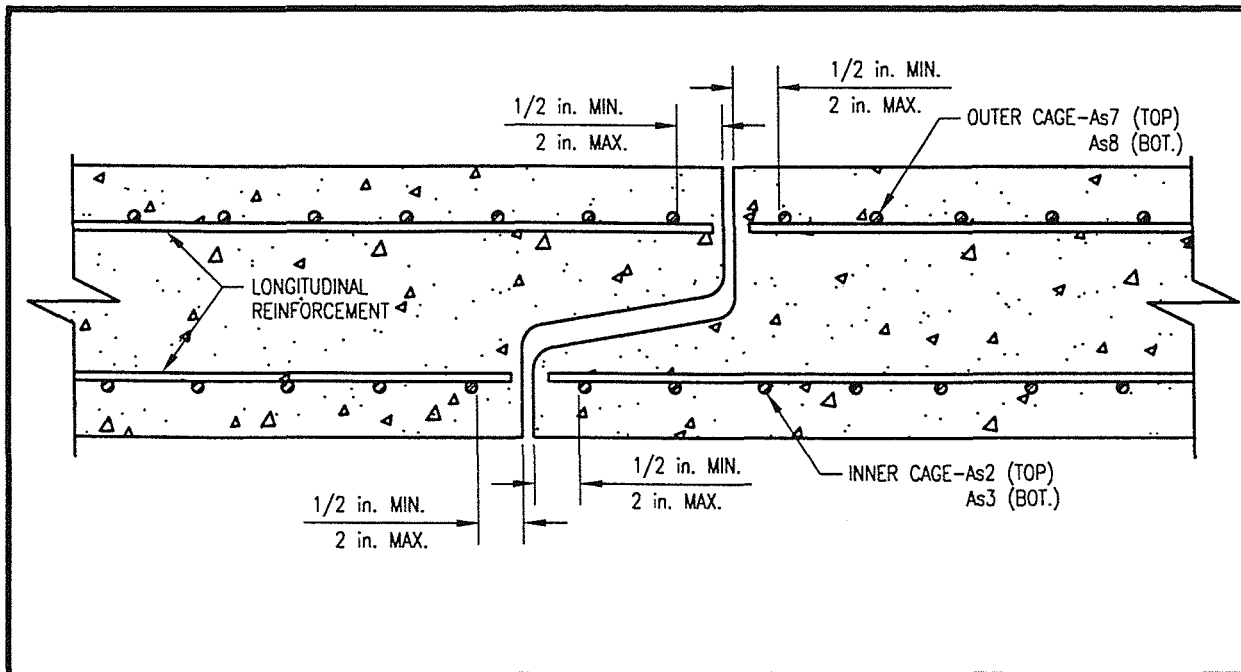 1/2 in. MIN.
2 in. MAX.
1/2 in. MIN.
2 in. MAX.
OUTER CAGE-As7 (TOP)
As8 (BOT.)
LONGITUDINAL
REINFORCEMENT
1/2 in. MIN.
2 in. MAX.
INNER CAGE-As2 (TOP)
As3 (BOT.)
1/2 in. MIN.
2 in. MAX.